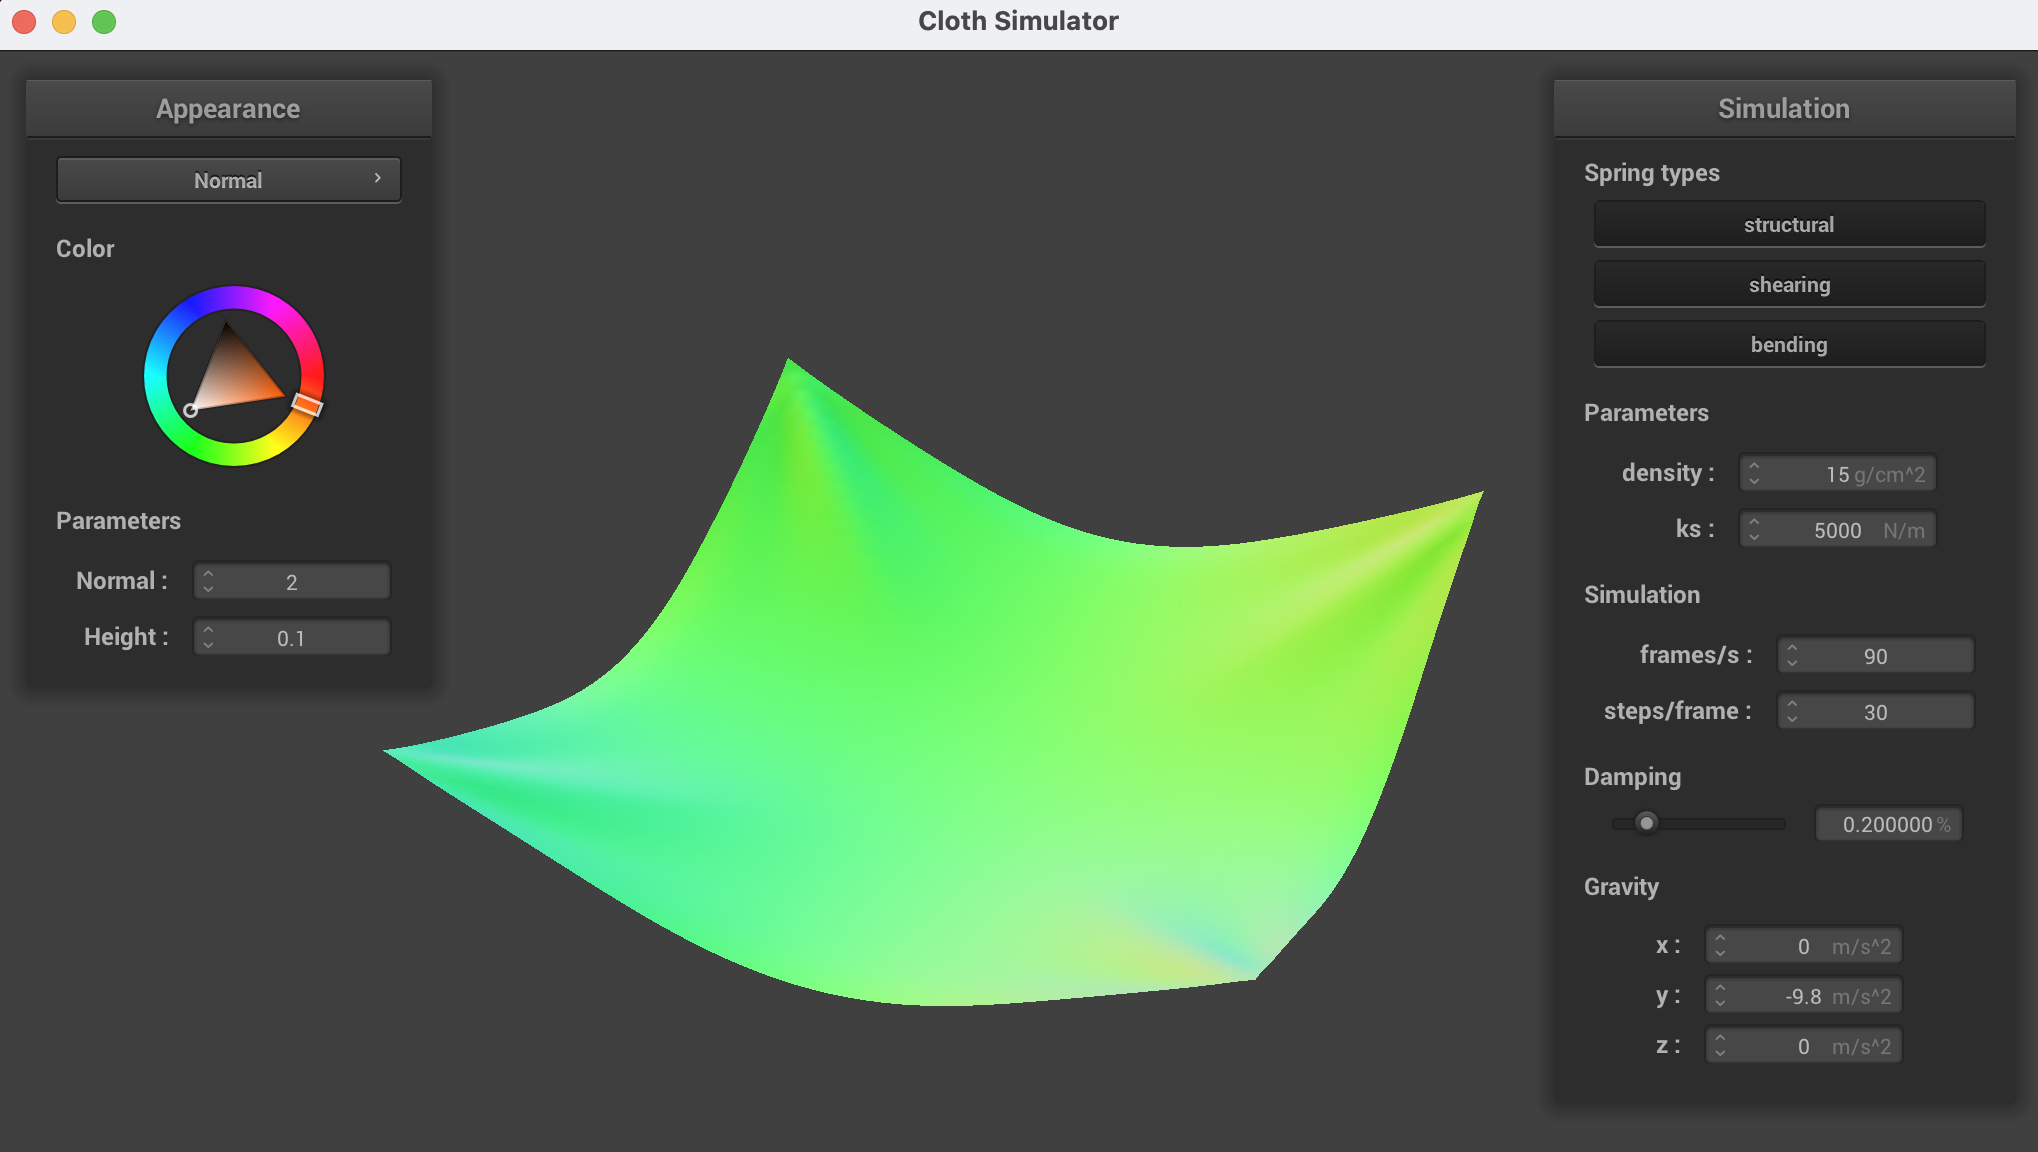 Cloth Simulator
Appearance
Normal
Color
Parameters
Normal : 2
Height : 0.1
Simulation
Spring types
structural
shearing
bending
Parameters
density : 15 g/cm^2
ks : 5000 N/m
Simulation
frames/s : 90
steps/frame : 30
Damping
0.200000 %
Gravity
x : 0 m/s^2
y : -9.8 m/s^2
z : 0 m/s^2